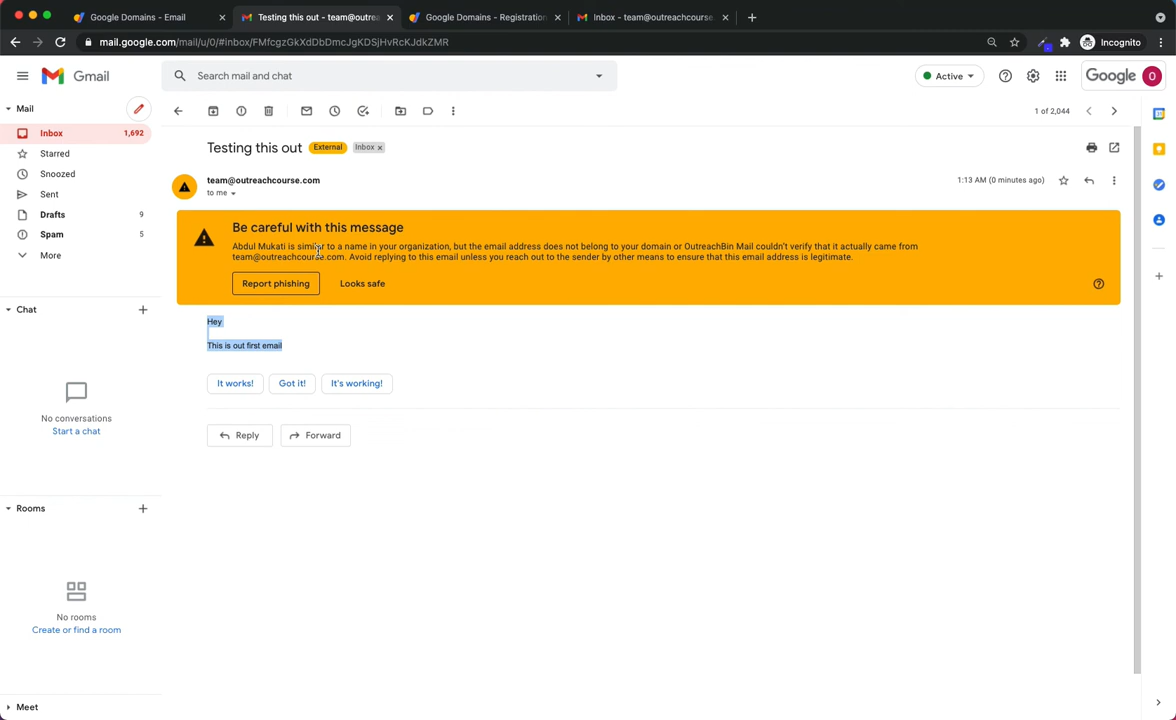 Google Domains - Email
Testing this out - team@outrea
Google Domains - Registration
Inbox - team@outreachcourse.
mail.google.com/mail/u/0/#inbox/FMfcgzGkXdDbDmcJgKDSjHvRcKJdkZMR
Incognito
Gmail
Search mail and chat
Active
Google
O
Mail
1 of 2,044
Inbox 1,692
Starred
Snoozed
Sent
Drafts 9
Spam 5
More
Testing this out External Inbox x
team@outreachcourse.com
1:13 AM (0 minutes ago)
to me
Be careful with this message
Abdul Mukati is similar to a name in your organization, but the email address does not belong to your domain or OutreachBin Mail couldn't verify that it actually came from
team@outreachcourse.com. Avoid replying to this email unless you reach out to the sender by other means to ensure that this email address is legitimate.
Report phishing Looks safe
Hey
This is out first email
It works! Got it! It's working!
Reply Forward
Chat
No conversations
Start a chat
Rooms
No rooms
Create or find a room
Meet